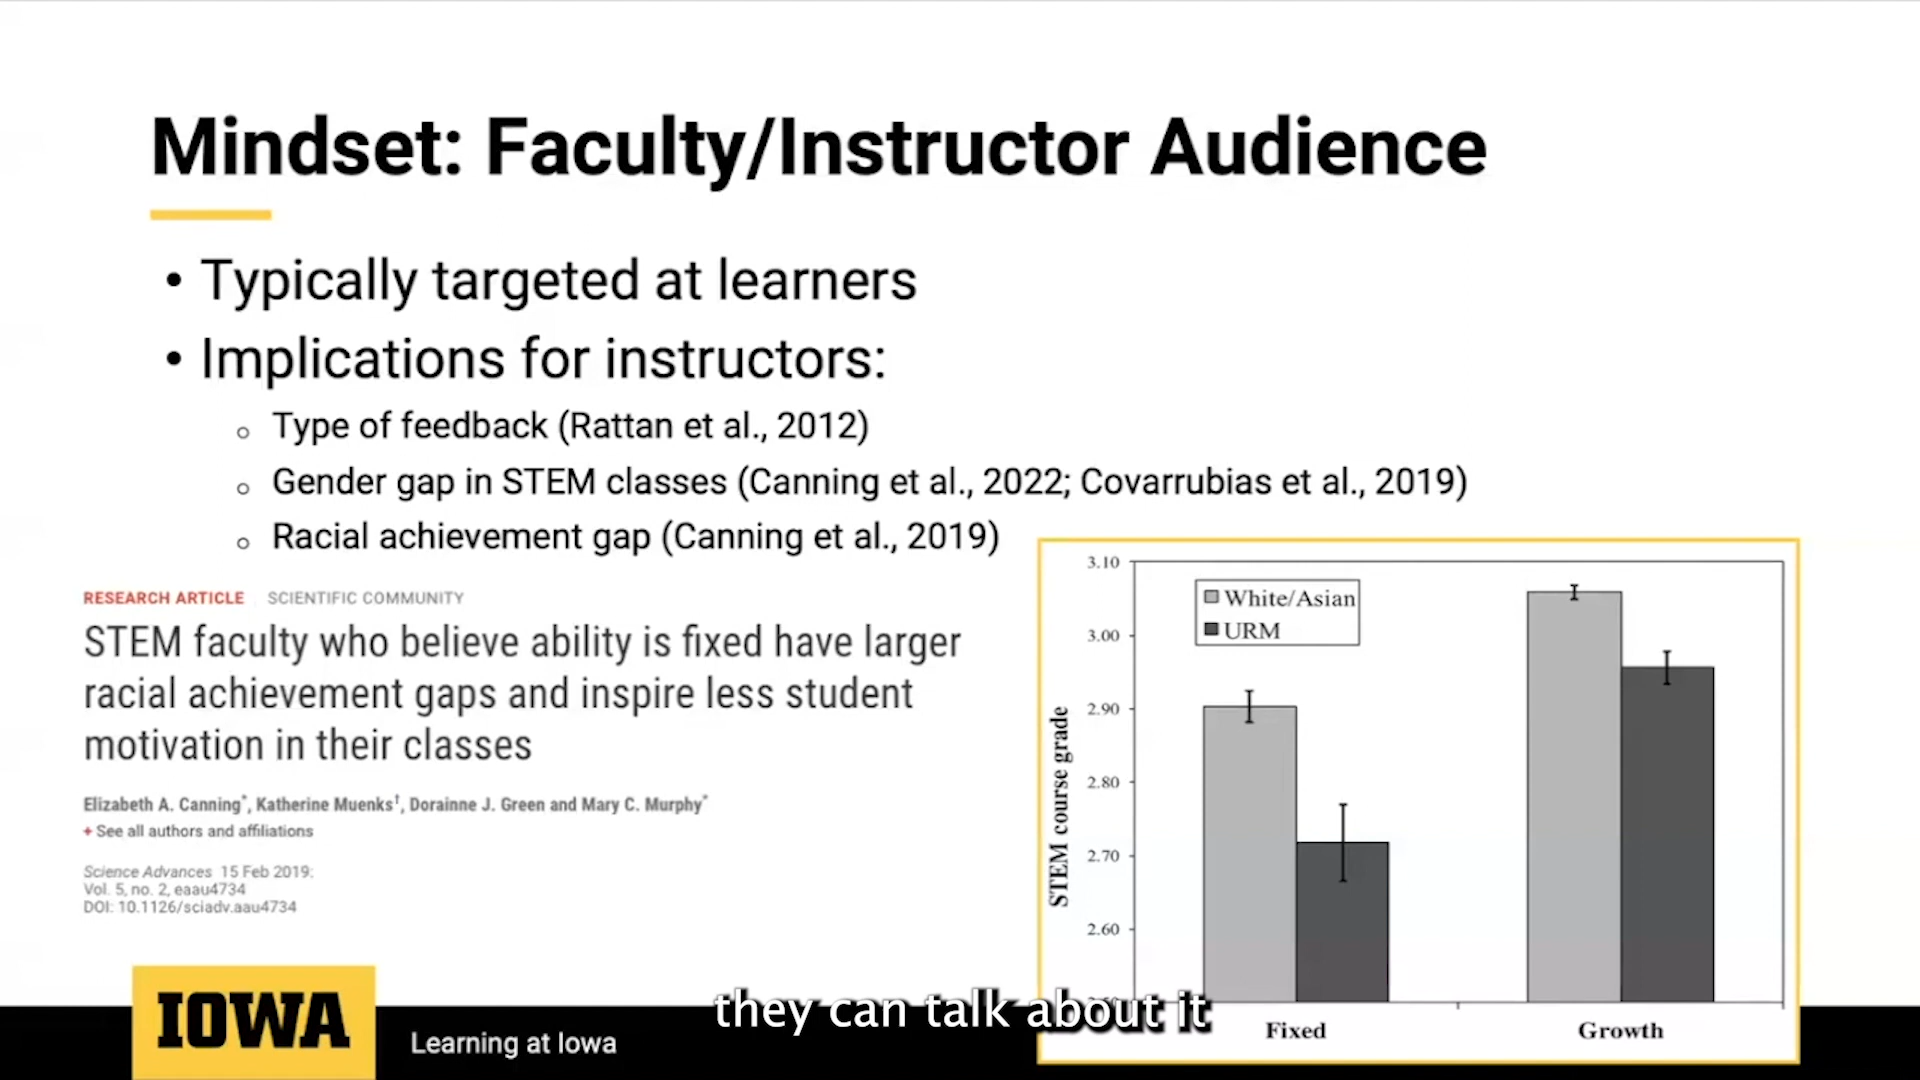 Mindset: Faculty/Instructor Audience
• Typically targeted at learners
• Implications for instructors:
○ Type of feedback (Rattan et al., 2012)
○ Gender gap in STEM classes (Canning et al., 2022; Covarrubias et al., 2019)
○ Racial achievement gap (Canning et al., 2019)
RESEARCH ARTICLE SCIENTIFIC COMMUNITY
STEM faculty who believe ability is fixed have larger
racial achievement gaps and inspire less student
motivation in their classes
Elizabeth A. Canning*, Katherine Muenks†, Dorainne J. Green and Mary C. Murphy*
+ See all authors and affiliations
Science Advances 15 Feb 2019:
Vol. 5, no. 2, eaau4734
DOI: 10.1126/sciadv.aau4734
3.10
3.00
2.90
2.80
2.70
2.60
STEM course grade
White/Asian
URM
Fixed
Growth
IOWA
Learning at Iowa
they can talk about it